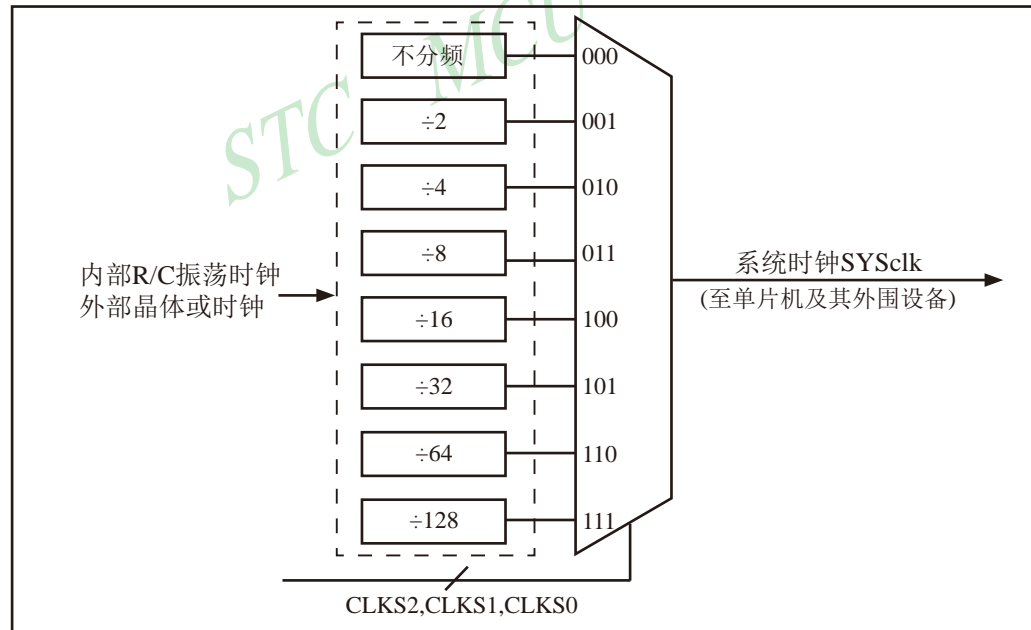 STC MCU
不分频
000
÷2
001
÷4
010
÷8
011
÷16
100
÷32
101
÷64
110
÷128
111
内部R/C振荡时钟
外部晶体或时钟
系统时钟SYSclk
(至单片机及其外围设备)
CLKS2,CLKS1,CLKS0